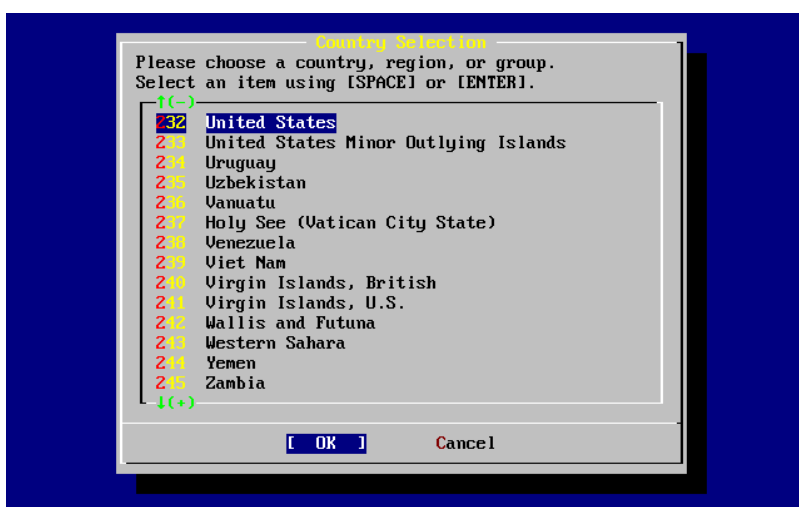 Country Selection
Please choose a country, region, or group.
Select an item using [SPACE] or [ENTER].
↑(-)
232 United States
233 United States Minor Outlying Islands
234 Uruguay
235 Uzbekistan
236 Vanuatu
237 Holy See (Vatican City State)
238 Venezuela
239 Viet Nam
240 Virgin Islands, British
241 Virgin Islands, U.S.
242 Wallis and Futuna
243 Western Sahara
244 Yemen
245 Zambia
↓(+)
[ OK ] Cancel